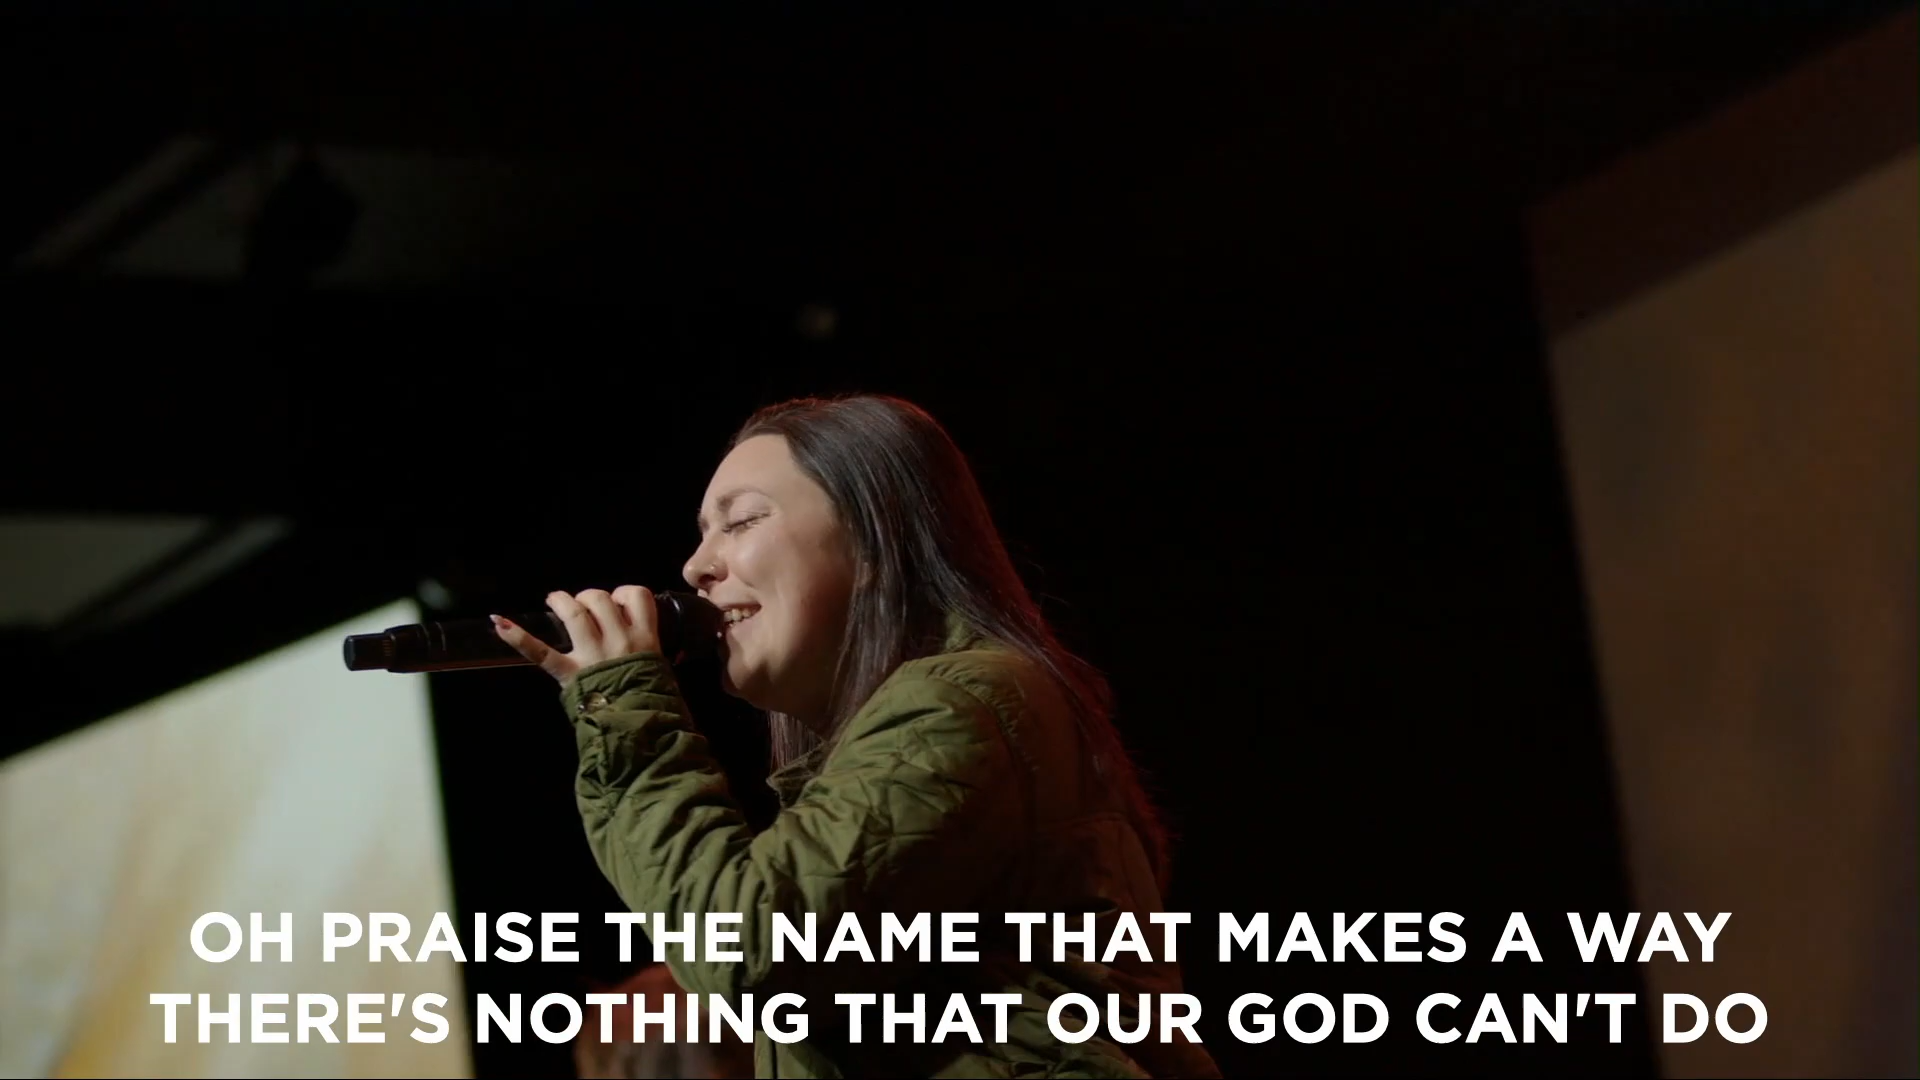 OH PRAISE THE NAME THAT MAKES A WAY
THERE'S NOTHING THAT OUR GOD CAN'T DO